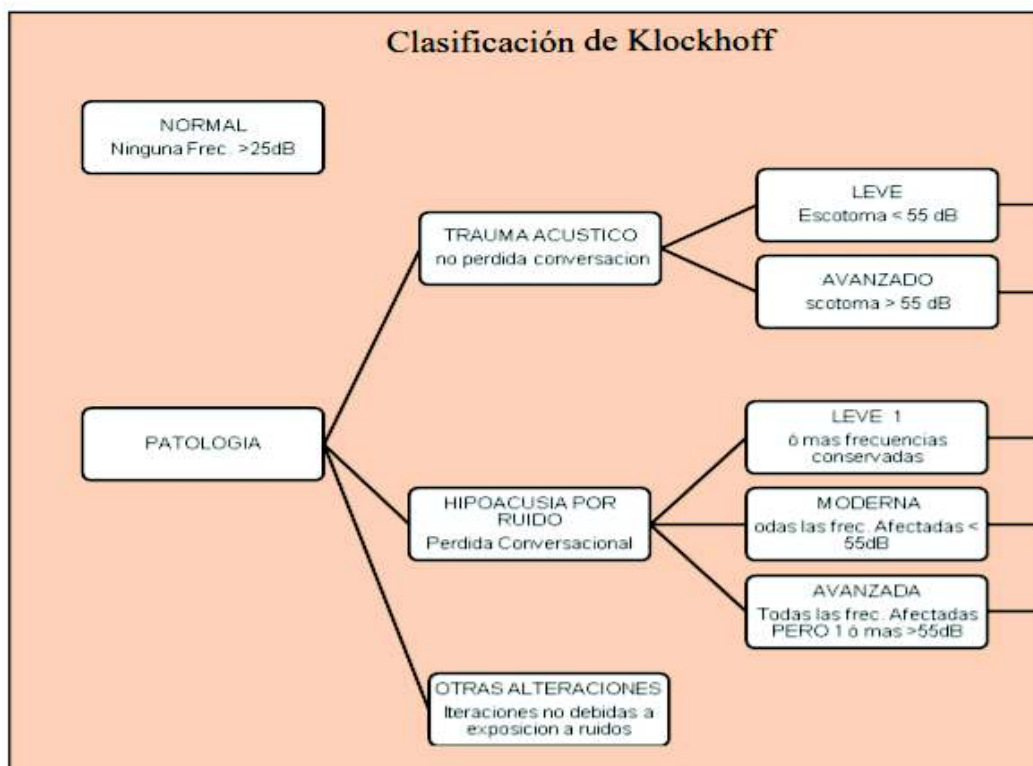 Clasificación de Klockhoff
NORMAL
Ninguna Frec. >25dB
LEVE
Escotoma < 55 dB
TRAUMA ACUSTICO
no perdida conversacion
AVANZADO
scotoma > 55 dB
PATOLOGIA
LEVE 1
ó mas frecuencias
conservadas
HIPOACUSIA POR
RUIDO
Perdida Conversacional
MODERNA
odas las frec. Afectadas <
55dB
AVANZADA
Todas las frec. Afectadas
PERO 1 ó mas >55dB
OTRAS ALTERACIONES
lteraciones no debidas a
exposicion a ruidos